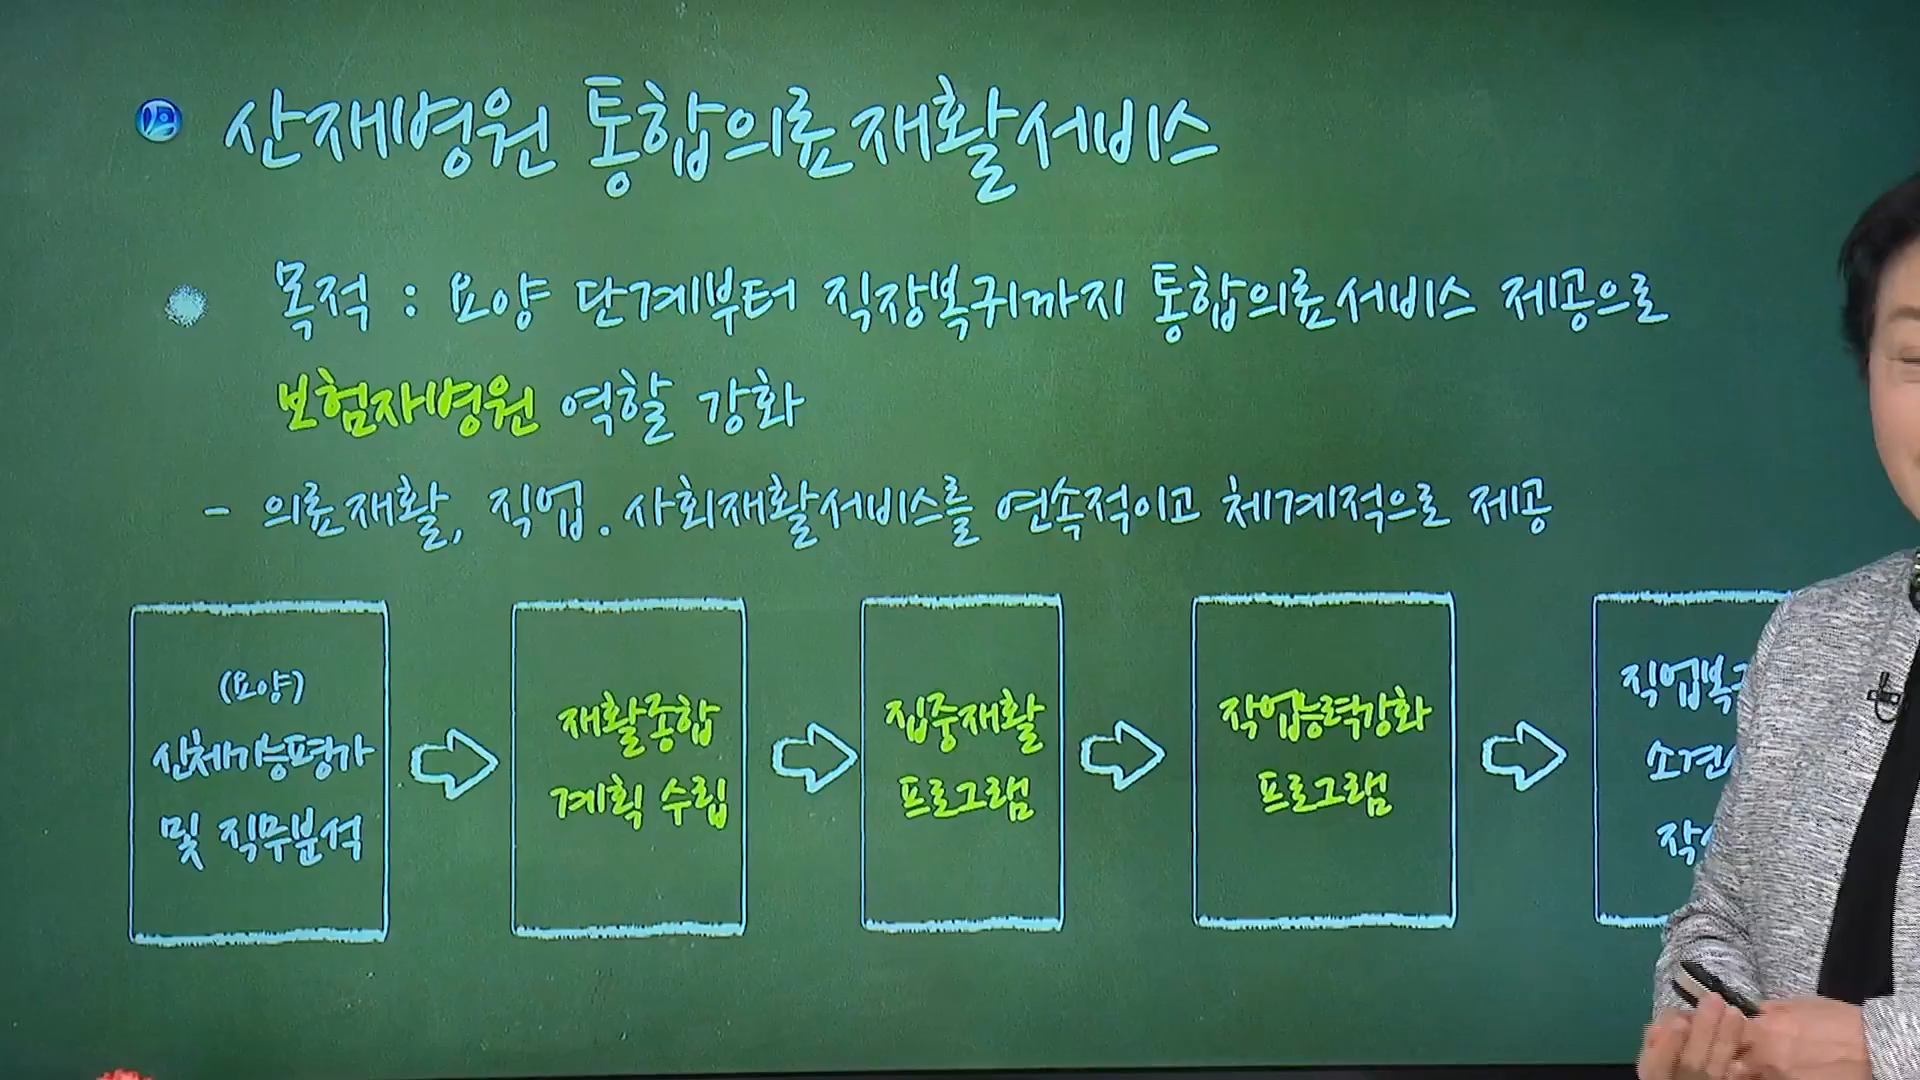 산재병원 통합의료재활서비스
목적 : 요양 단계부터 직장복귀까지 통합의료서비스 제공으로
보험자병원 역할 강화
- 의료재활, 직업.사회재활서비스를 연속적이고 체계적으로 제공
(요양)
신체기능평가
및 직무분석
재활종합
계획 수립
집중재활
프로그램
작업능력강화
프로그램
소견